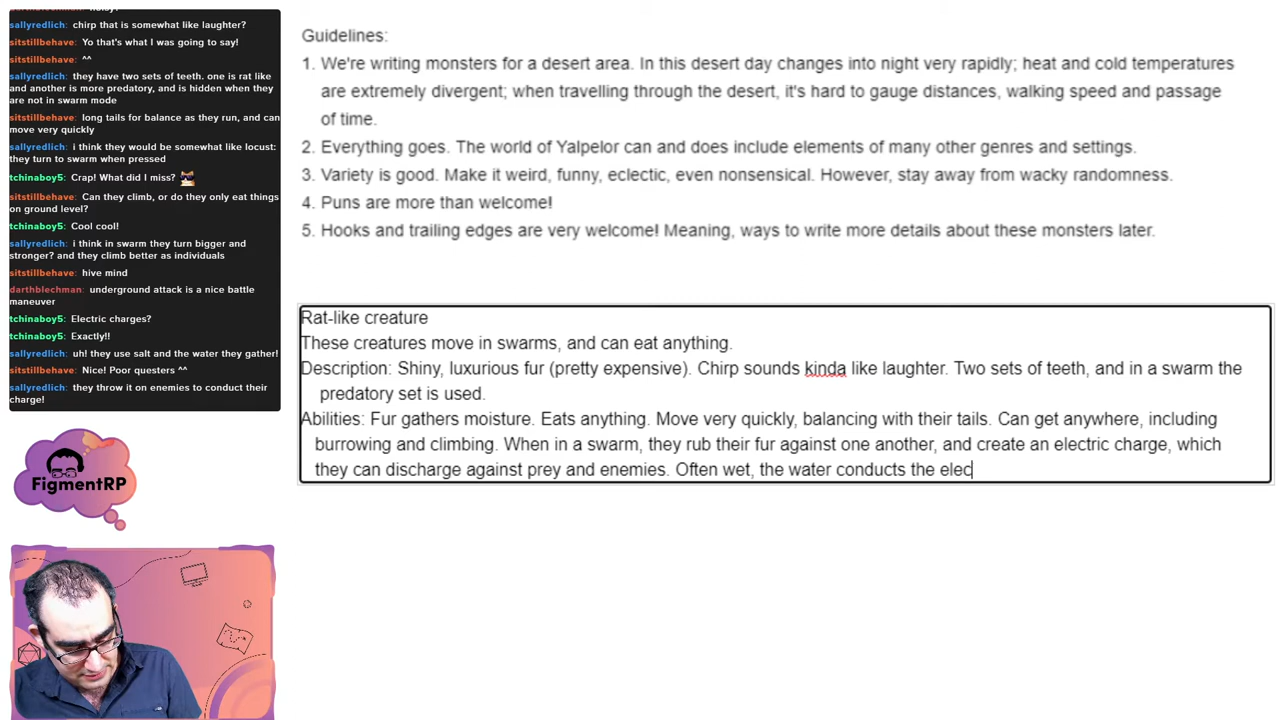 sallyredlich: chirp that is somewhat like laughter?
sitstillbehave: Yo that's what I was going to say!
sitstillbehave: ^^
sallyredlich: they have two sets of teeth. one is rat like
and another is more predatory, and is hidden when they
are not in swarm mode
sitstillbehave: long tails for balance as they run, and can
move very quickly
sallyredlich: i think they would be somewhat like locust:
they turn to swarm when pressed
tchinaboy5: Crap! What did I miss?
sitstillbehave: Can they climb, or do they only eat things
on ground level?
tchinaboy5: Cool cool!
sallyredlich: i think in swarm they turn bigger and
stronger? and they climb better as individuals
sitstillbehave: hive mind
darthblechman: underground attack is a nice battle
maneuver
tchinaboy5: Electric charges?
tchinaboy5: Exactly!!
sallyredlich: uh! they use salt and the water they gather!
sitstillbehave: Nice! Poor questers ^^
sallyredlich: they throw it on enemies to conduct their
charge!
FigmentRP
Guidelines:
1. We're writing monsters for a desert area. In this desert day changes into night very rapidly; heat and cold temperatures
are extremely divergent; when travelling through the desert, it's hard to gauge distances, walking speed and passage
of time.
2. Everything goes. The world of Yalpelor can and does include elements of many other genres and settings.
3. Variety is good. Make it weird, funny, eclectic, even nonsensical. However, stay away from wacky randomness.
4. Puns are more than welcome!
5. Hooks and trailing edges are very welcome! Meaning, ways to write more details about these monsters later.
Rat-like creature
These creatures move in swarms, and can eat anything.
Description: Shiny, luxurious fur (pretty expensive). Chirp sounds kinda like laughter. Two sets of teeth, and in a swarm the
predatory set is used.
Abilities: Fur gathers moisture. Eats anything. Move very quickly, balancing with their tails. Can get anywhere, including
burrowing and climbing. When in a swarm, they rub their fur against one another, and create an electric charge, which
they can discharge against prey and enemies. Often wet, the water conducts the elec